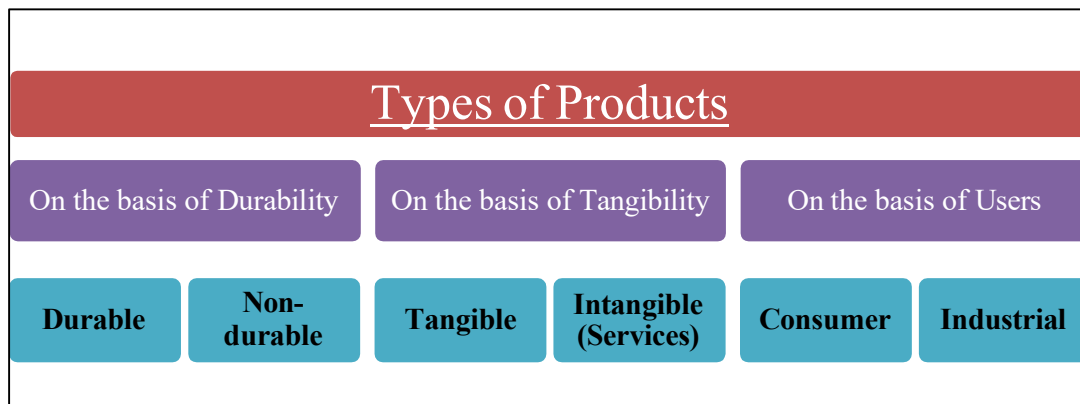 Types of Products
On the basis of Durability
On the basis of Tangibility
On the basis of Users
Durable
Non-
durable
Tangible
Intangible
(Services)
Consumer
Industrial